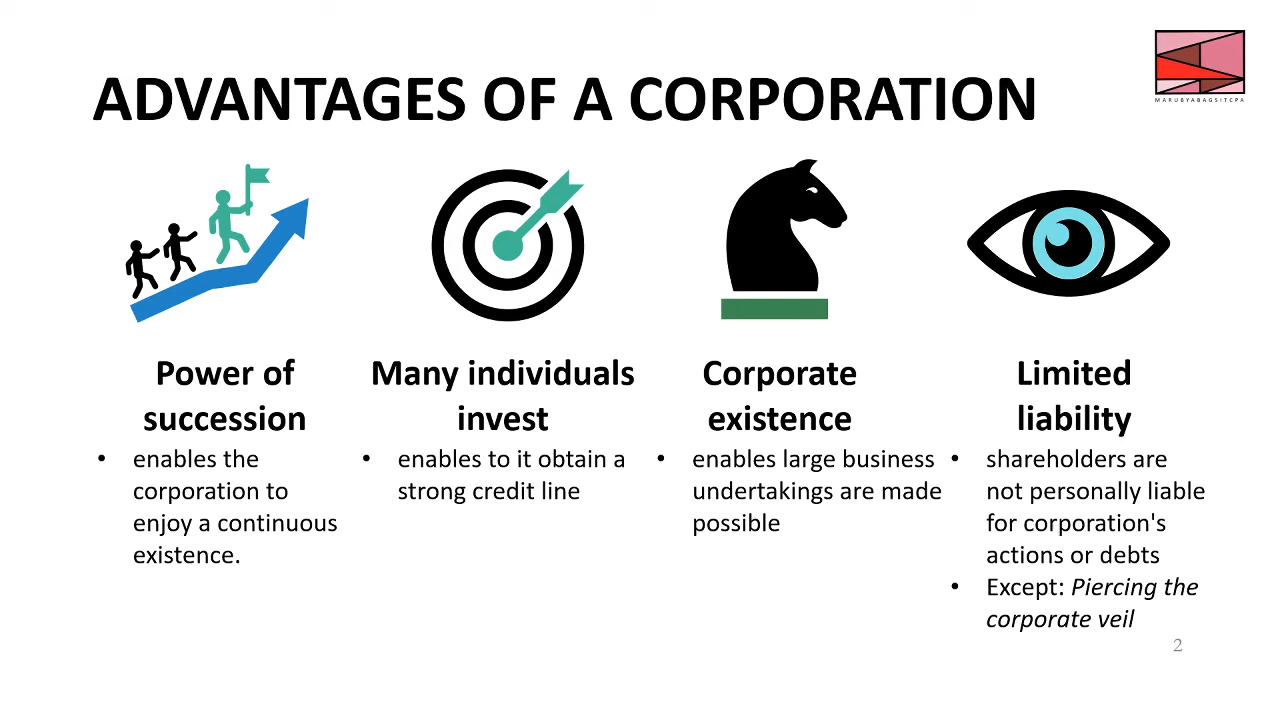 ADVANTAGES OF A CORPORATION
MARUBYABAGSITCPA
Power of
succession
• enables the
corporation to
enjoy a continuous
existence.
Many individuals
invest
• enables to it obtain a
strong credit line
Corporate
existence
• enables large business
undertakings are made
possible
Limited
liability
• shareholders are
not personally liable
for corporation's
actions or debts
• Except: Piercing the
corporate veil
2